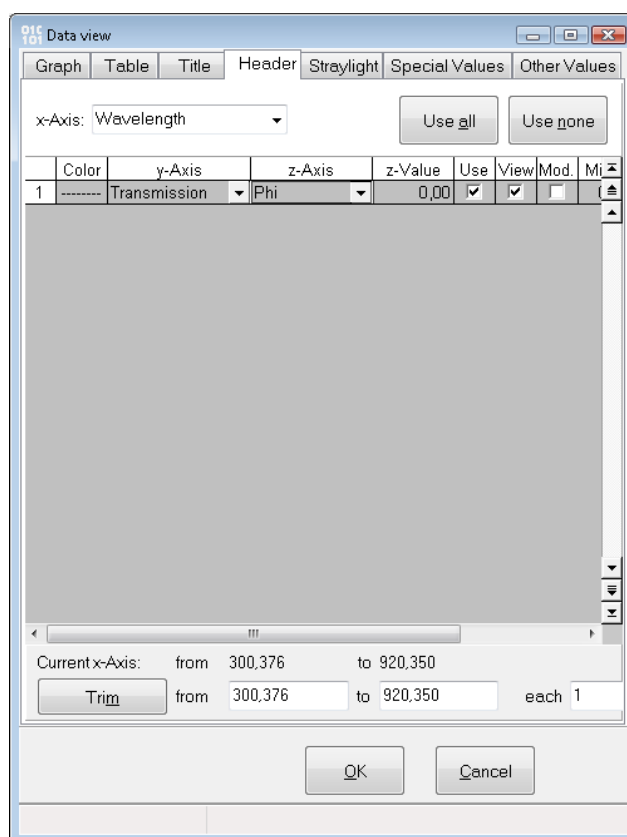 Data view
Graph Table Title Header Straylight Special Values Other Values
x-Axis: Wavelength Use all Use none
Color y-Axis z-Axis z-Value Use View Mod. Mi
1 -------- Transmission Phi 0,00
Current x-Axis: from 300,376 to 920,350
Trim from 300,376 to 920,350 each 1
OK Cancel